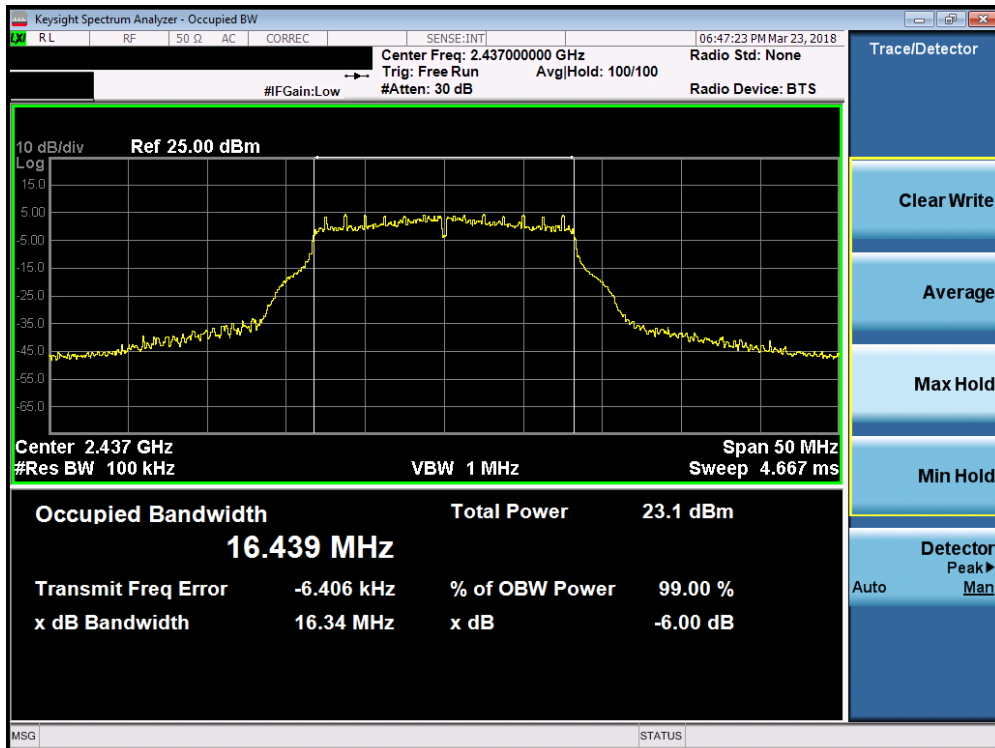 Keysight Spectrum Analyzer - Occupied BW
LXI RL RF 50 Ω AC CORREC SENSE:INT 06:47:23 PM Mar 23, 2018
Center Freq: 2.437000000 GHz Radio Std: None
Trig: Free Run Avg|Hold: 100/100
#IFGain:Low #Atten: 30 dB Radio Device: BTS
10 dB/div Ref 25.00 dBm
Log
15.0
5.00
-5.00
-15.0
-25.0
-35.0
-45.0
-55.0
-65.0
Center 2.437 GHz Span 50 MHz
#Res BW 100 kHz VBW 1 MHz Sweep 4.667 ms
Occupied Bandwidth Total Power 23.1 dBm
16.439 MHz
Transmit Freq Error -6.406 kHz % of OBW Power 99.00 %
x dB Bandwidth 16.34 MHz x dB -6.00 dB
MSG STATUS
Trace/Detector
Clear Write
Average
Max Hold
Min Hold
Detector
Peak▶
Auto Man